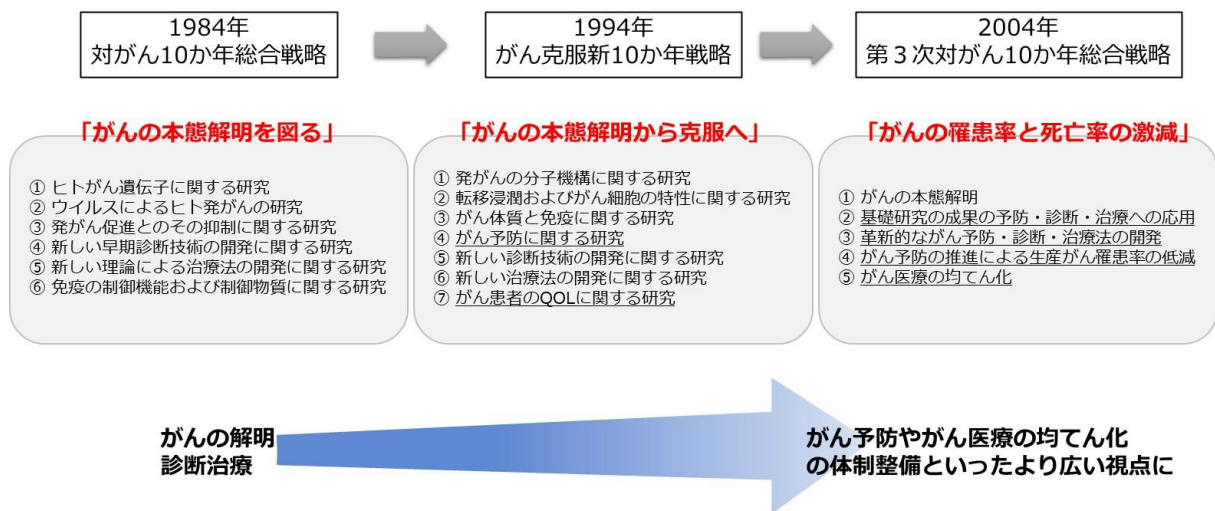 1984年
対がん10か年総合戦略
1994年
がん克服新10か年戦略
2004年
第３次対がん10か年総合戦略
「がんの本態解明を図る」
① ヒトがん遺伝子に関する研究
② ウイルスによるヒト発がんの研究
③ 発がん促進とのその抑制に関する研究
④ 新しい早期診断技術の開発に関する研究
⑤ 新しい理論による治療法の開発に関する研究
⑥ 免疫の制御機能および制御物質に関する研究
「がんの本態解明から克服へ」
① 発がんの分子機構に関する研究
② 転移浸潤およびがん細胞の特性に関する研究
③ がん体質と免疫に関する研究
④ がん予防に関する研究
⑤ 新しい診断技術の開発に関する研究
⑥ 新しい治療法の開発に関する研究
⑦ がん患者のQOLに関する研究
「がんの罹患率と死亡率の激減」
① がんの本態解明
② 基礎研究の成果の予防・診断・治療への応用
③ 革新的ながん予防・診断・治療法の開発
④ がん予防の推進による生産がん罹患率の低減
⑤ がん医療の均てん化
がんの解明
診断治療
がん予防やがん医療の均てん化
の体制整備といったより広い視点に